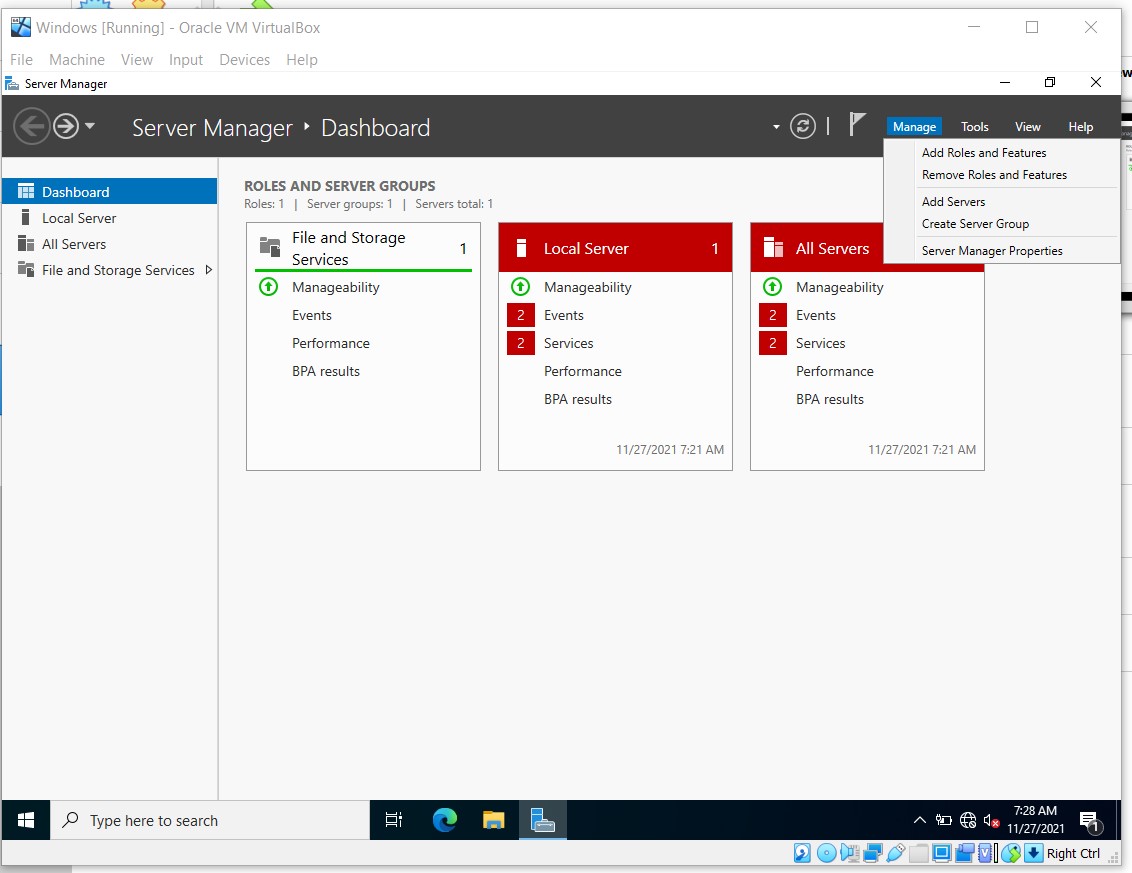 Windows [Running] - Oracle VM VirtualBox
File Machine View Input Devices Help
Server Manager
Server Manager ‣ Dashboard
Manage Tools View Help
Add Roles and Features
Remove Roles and Features
Add Servers
Create Server Group
Server Manager Properties
Dashboard
Local Server
All Servers
File and Storage Services
ROLES AND SERVER GROUPS
Roles: 1 | Server groups: 1 | Servers total: 1
File and Storage
Services
1
Manageability
Events
Performance
BPA results
Local Server 1
Manageability
2 Events
2 Services
Performance
BPA results
11/27/2021 7:21 AM
All Servers
Manageability
2 Events
2 Services
Performance
BPA results
11/27/2021 7:21 AM
Type here to search
7:28 AM
11/27/2021
1
Right Ctrl